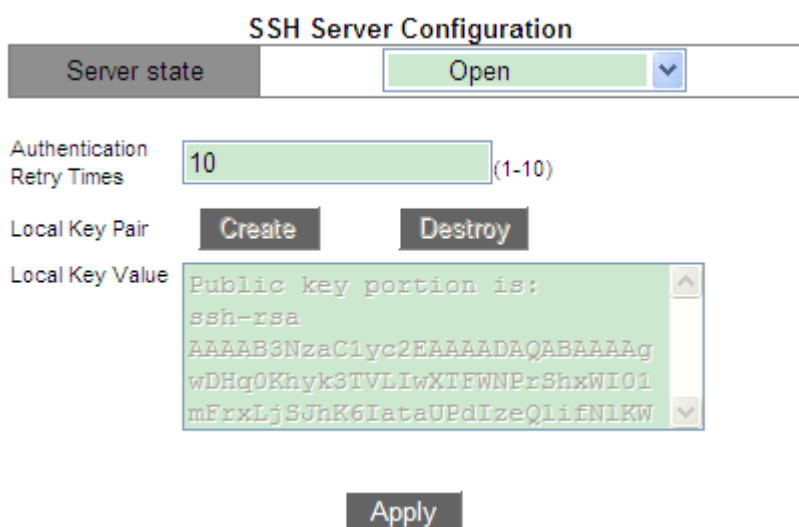 SSH Server Configuration
Server state Open
Authentication
Retry Times 10 (1-10)
Local Key Pair Create Destroy
Local Key Value Public key portion is:
ssh-rsa
AAAAB3NzaC1yc2EAAAADAQABAAAAg
wDHq0Khyk3TVLIwXTFWNPrShxWI01
mFrxLjSJhK6IataUPdIzeQlifN1KW
Apply